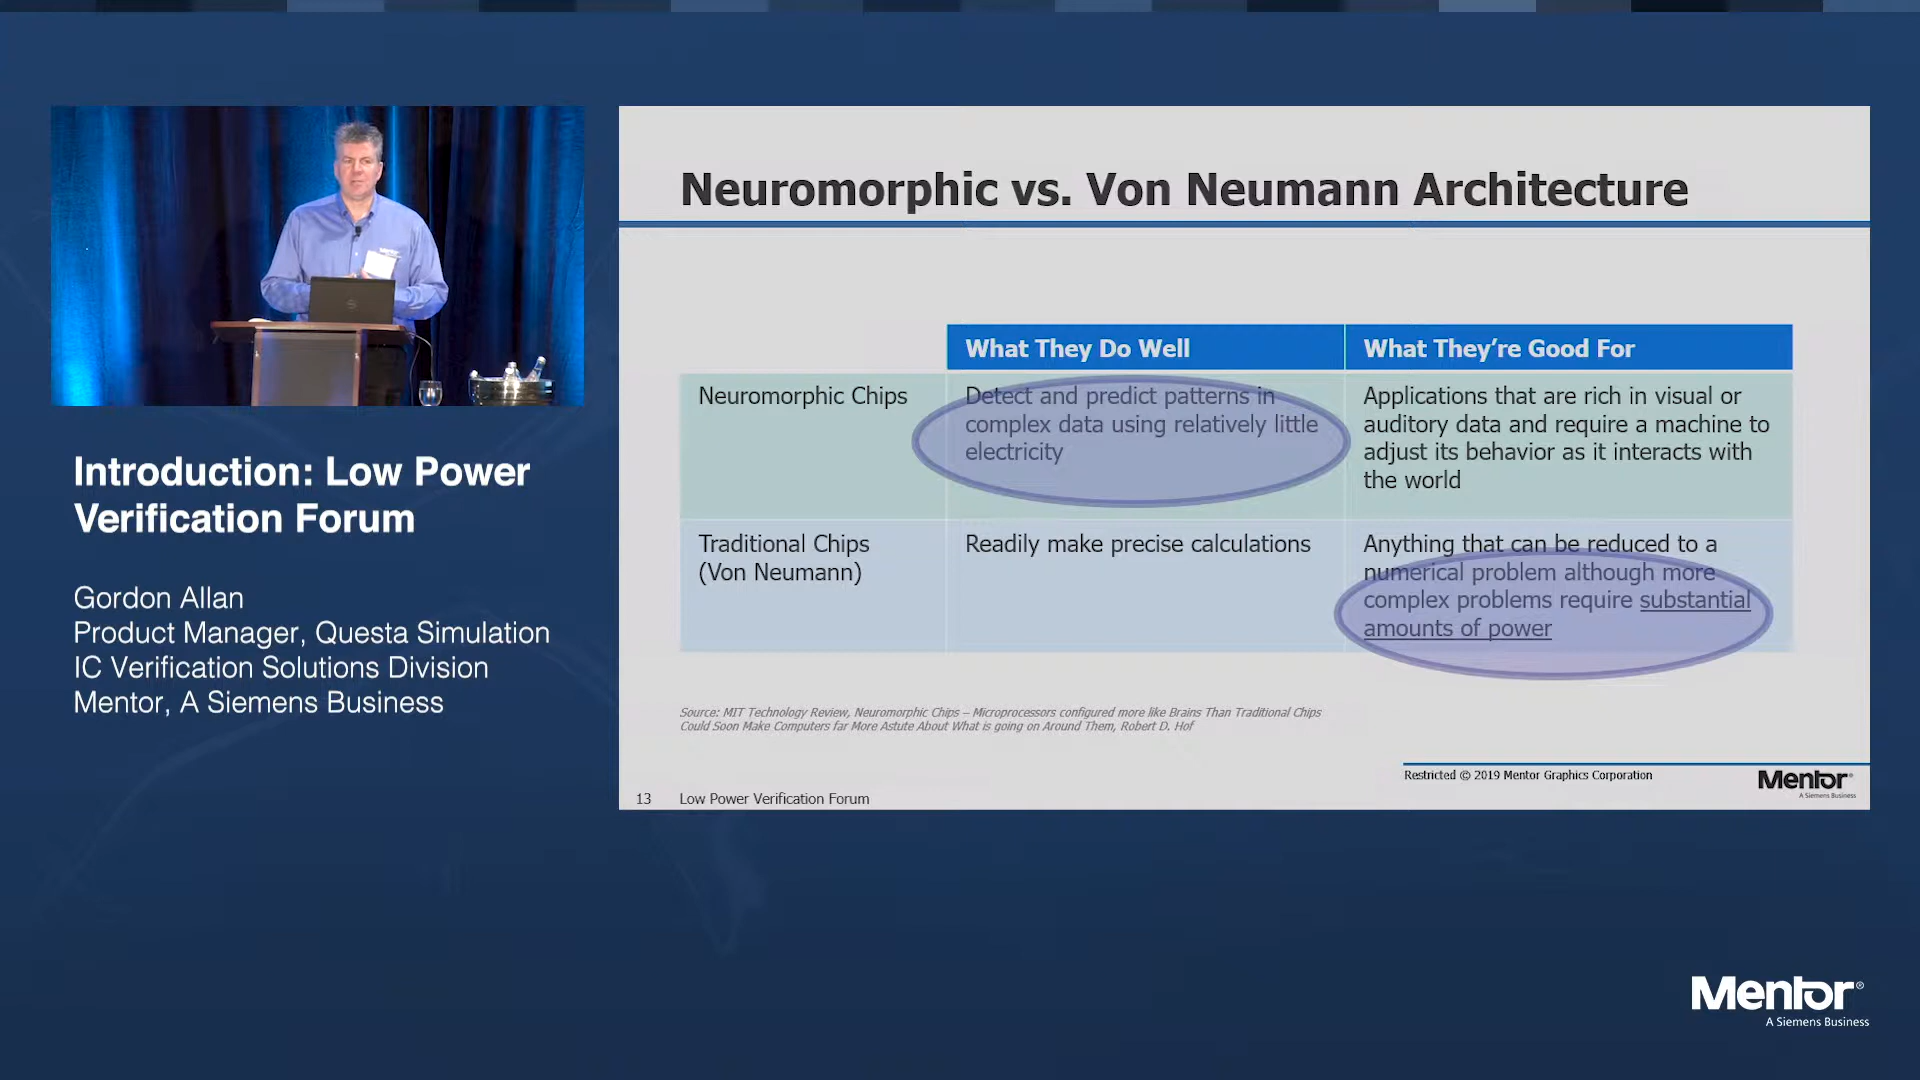 Introduction: Low Power
Verification Forum
Gordon Allan
Product Manager, Questa Simulation
IC Verification Solutions Division
Mentor, A Siemens Business
Neuromorphic vs. Von Neumann Architecture
What They Do Well
What They're Good For
Neuromorphic Chips
Detect and predict patterns in
complex data using relatively little
electricity
Applications that are rich in visual or
auditory data and require a machine to
adjust its behavior as it interacts with
the world
Traditional Chips
(Von Neumann)
Readily make precise calculations
Anything that can be reduced to a
numerical problem although more
complex problems require substantial
amounts of power
Source: MIT Technology Review, Neuromorphic Chips – Microprocessors configured more like Brains Than Traditional Chips
Could Soon Make Computers far More Astute About What is going on Around Them, Robert D. Hof
Restricted © 2019 Mentor Graphics Corporation
Mentor®
A Siemens Business
13 Low Power Verification Forum
Mentor®
A Siemens Business